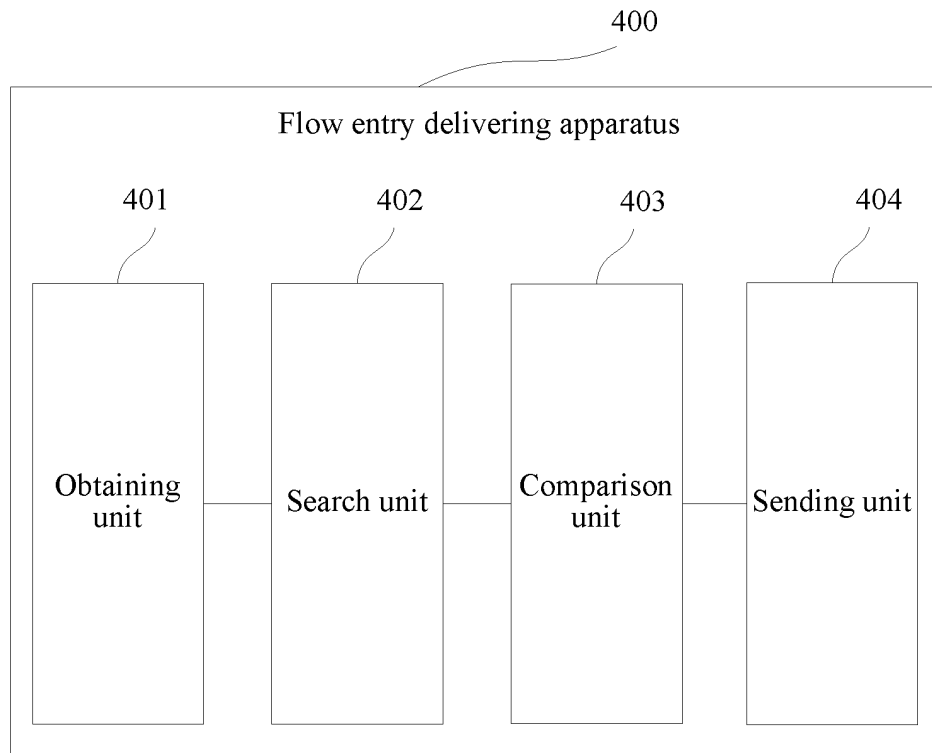 400
Flow entry delivering apparatus
401
402
403
404
Obtaining
unit
Search unit
Comparison
unit
Sending unit